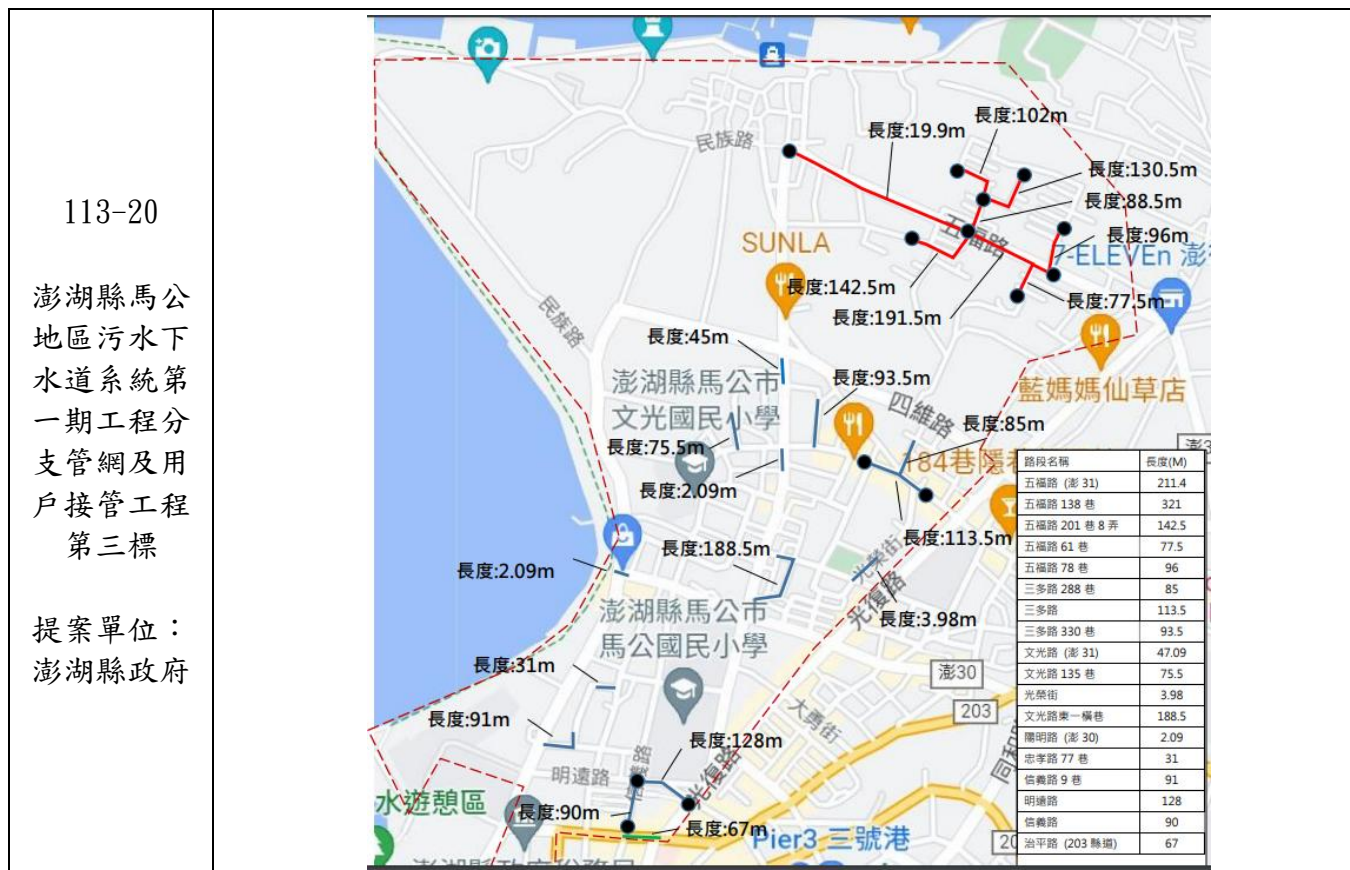 113-20
澎湖縣馬公
地區污水下
水道系統第
一期工程分
支管網及用
戶接管工程
第三標
提案單位：
澎湖縣政府
長度:102m
長度:19.9m
民族路
長度:130.5m
長度:88.5m
五福路
長度:96m
SUNLA
7-ELEVEn 澎
長度:142.5m
長度:77.5m
長度:191.5m
民族路
長度:45m
藍媽媽仙草店
澎湖縣馬公市
文光國民小學
長度:93.5m
四維路
長度:85m
長度:75.5m
184巷隱
長度:2.09m
長度:113.5m
長度:188.5m
光榮街
長度:2.09m
光復路
長度:3.98m
澎湖縣馬公市
馬公國民小學
澎30
長度:31m
203
大勇街
長度:91m
長度:128m
同和路
明遠路
信義路
光復路
水遊憩區
長度:90m
長度:67m
Pier3 三號港
20
路段名稱 長度(M)
五福路 (澎 31) 211.4
五福路 138 巷 321
五福路 201 巷 8 弄 142.5
五福路 61 巷 77.5
五福路 78 巷 96
三多路 288 巷 85
三多路 113.5
三多路 330 巷 93.5
文光路 (澎 31) 47.09
文光路 135 巷 75.5
光榮街 3.98
文光路東一橫巷 188.5
陽明路 (澎 30) 2.09
忠孝路 77 巷 31
信義路 9 巷 91
明遠路 128
信義路 90
治平路 (203 縣道) 67